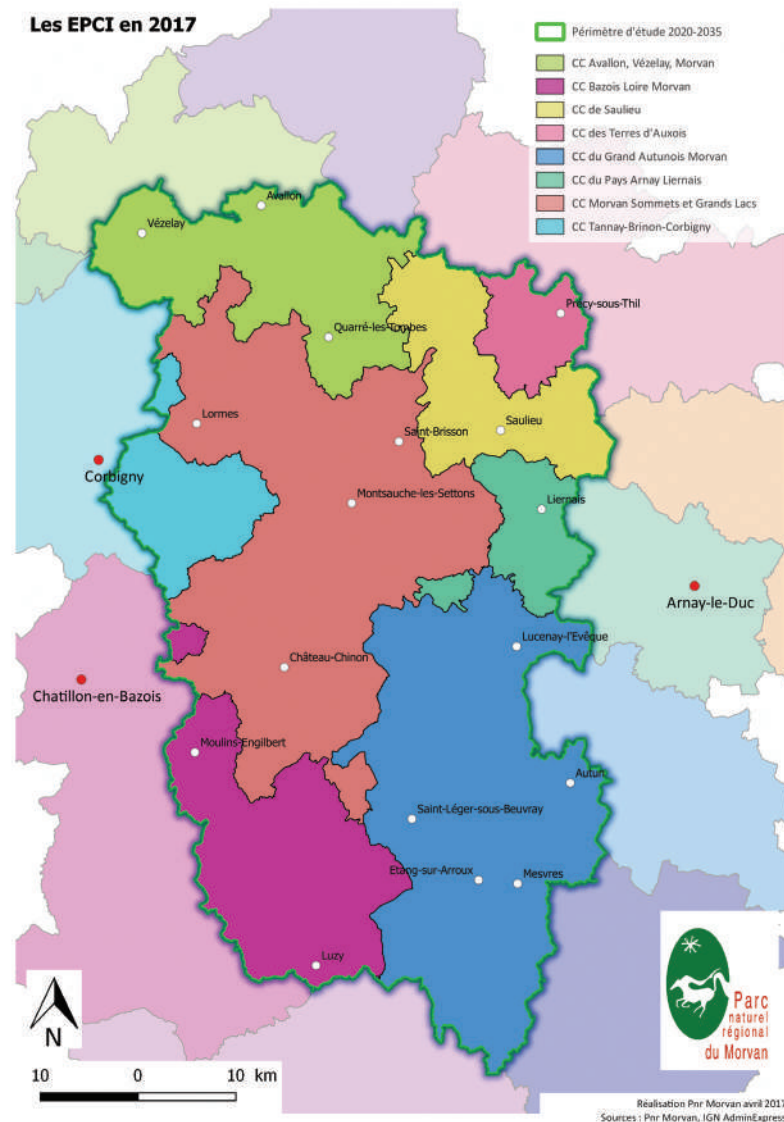 Les EPCI en 2017
Périmètre d'étude 2020-2035
CC Avallon, Vézelay, Morvan
CC Bazois Loire Morvan
CC de Saulieu
CC des Terres d'Auxois
CC du Grand Autunois Morvan
CC du Pays Arnay Liernais
CC Morvan Sommets et Grands Lacs
CC Tannay-Brinon-Corbigny
Avallon
Vézelay
Précy-sous-Thil
Quarré-les-Tombes
Lormes
Saulieu
Saint-Brisson
Corbigny
Montsauche-les-Settons
Liernais
Arnay-le-Duc
Lucenay-l'Evêque
Château-Chinon
Chatillon-en-Bazois
Moulins-Engilbert
Autun
Saint-Léger-sous-Beuvray
Etang-sur-Arroux
Mesvres
Luzy
N
10 0 10 km
Parc
naturel
régional
du Morvan
Réalisation Pnr Morvan avril 2017
Sources : Pnr Morvan, IGN AdminExpress